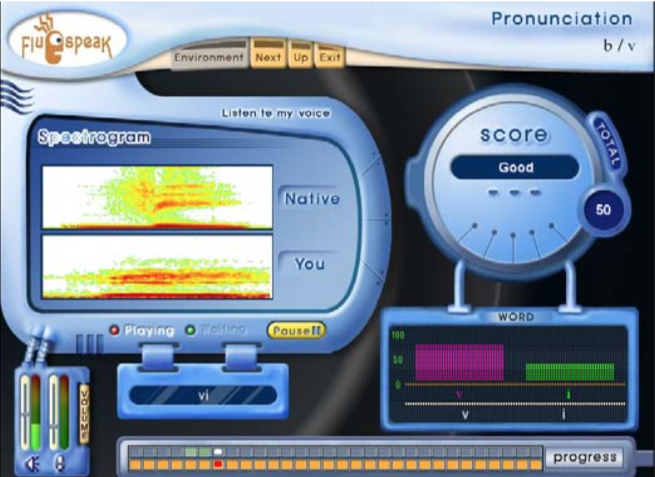 FluSpeak
Pronunciation
b / v
Environment Next Up Exit
Listen to my voice
Spectrogram
Native
You
Playing Waiting Pause
score
Good
TOTAL
50
WORD
100
50
0
v i
v i
VOLUME
vi
progress